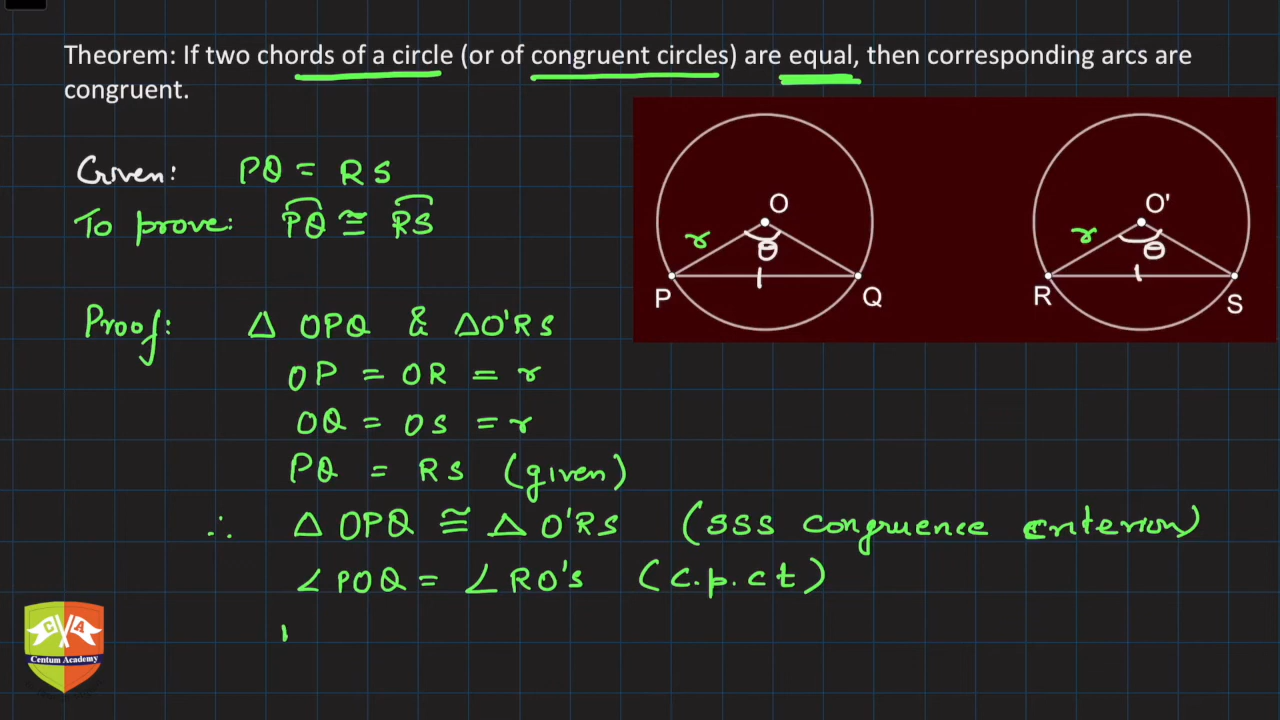 Theorem: If two chords of a circle (or of congruent circles) are equal, then corresponding arcs are
congruent.
Given: PQ = RS
To prove: P͡Q ≅ R͡S
Proof: △ OPQ & △O'RS
OP = OR = r
OQ = OS = r
PQ = RS (given)
∴ △ OPQ ≅ △ O'RS (SSS congruence criterion)
∠POQ = ∠RO'S (c.p.ct)
O
r
θ
P
Q
O'
r
θ
R
S
C A
Centum Academy